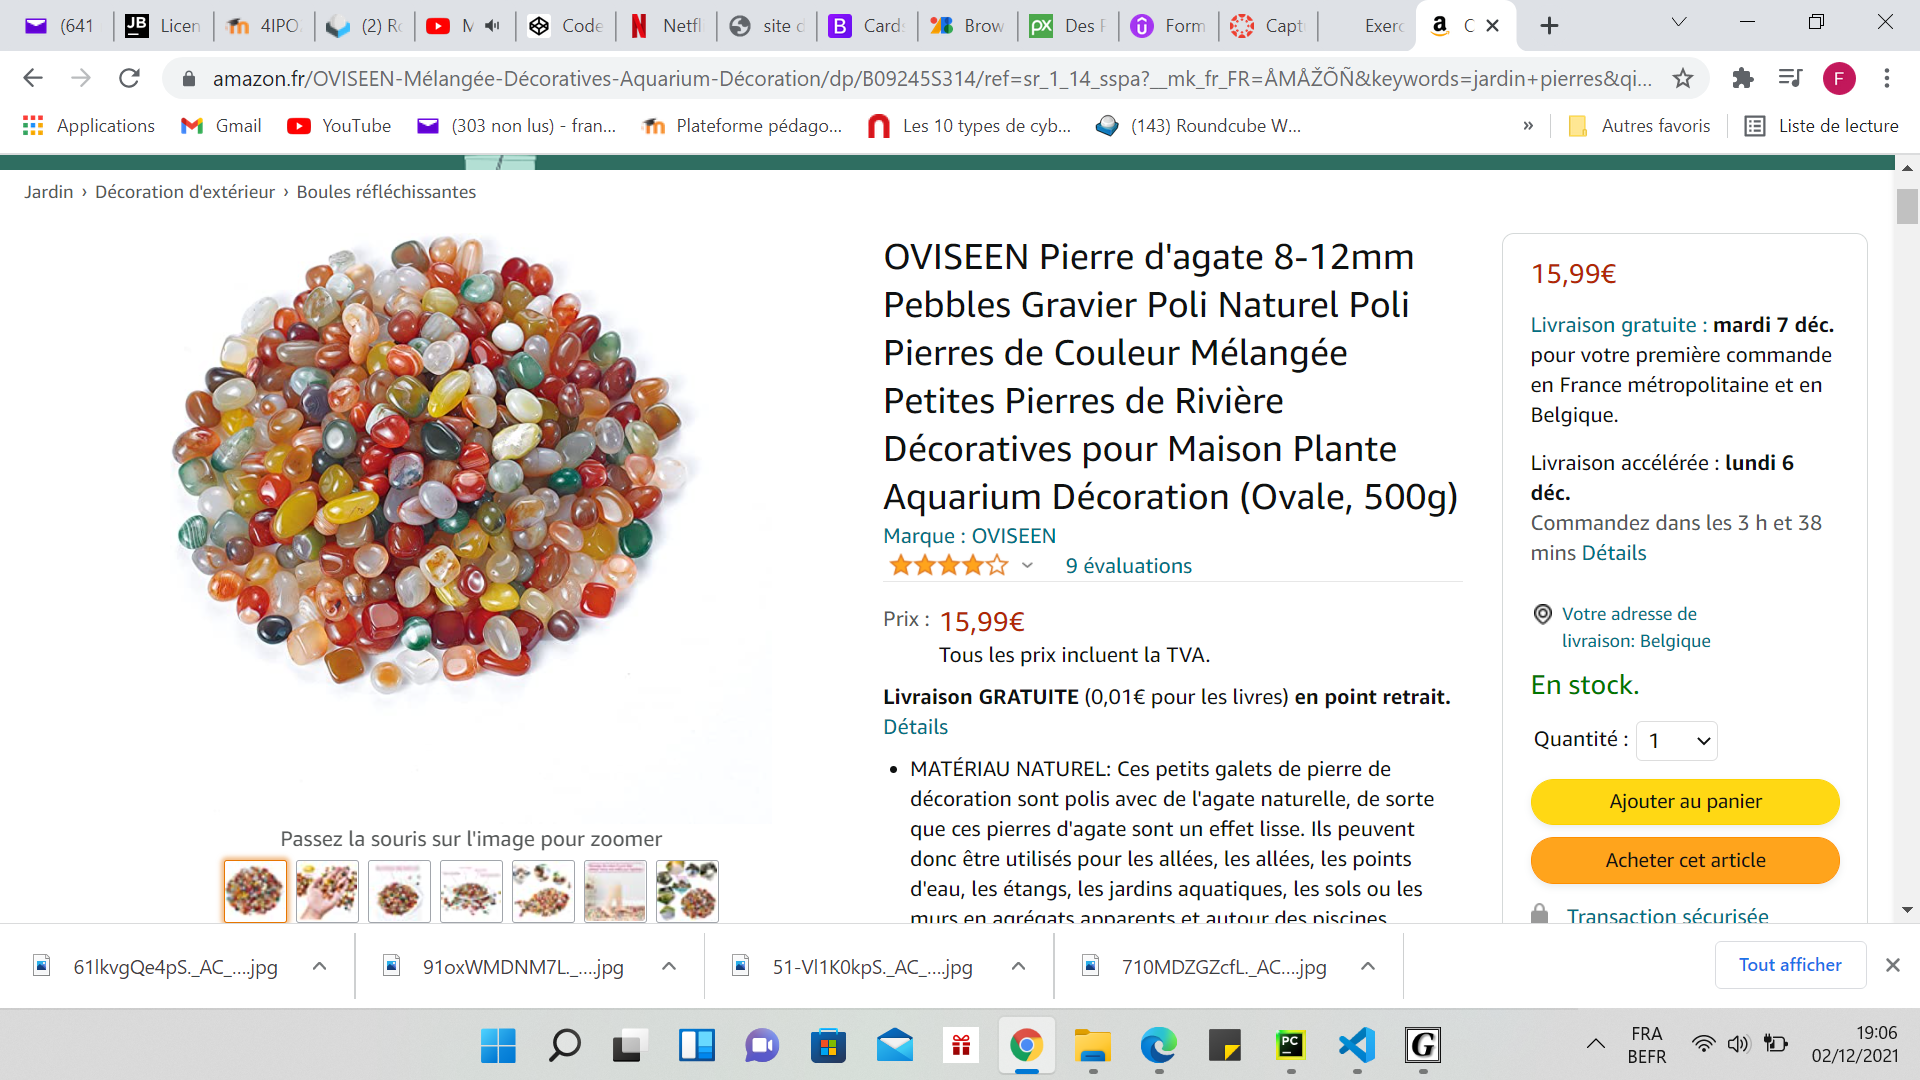 (641
Licen
4IPO
(2) Rc
M
Code
Netfl
site d
Cards
Brow
Des F
Form
Capt
Exerc
C
amazon.fr/OVISEEN-Mélangée-Décoratives-Aquarium-Décoration/dp/B09245S314/ref=sr_1_14_sspa?__mk_fr_FR=ÅMÅŽÕÑ&keywords=jardin+pierres&qi...
F
Applications
Gmail
YouTube
(303 non lus) - fran...
Plateforme pédago...
Les 10 types de cyb...
(143) Roundcube W...
»
Autres favoris
Liste de lecture
Jardin › Décoration d'extérieur › Boules réfléchissantes
OVISEEN Pierre d'agate 8-12mm
Pebbles Gravier Poli Naturel Poli
Pierres de Couleur Mélangée
Petites Pierres de Rivière
Décoratives pour Maison Plante
Aquarium Décoration (Ovale, 500g)
Marque : OVISEEN
9 évaluations
Prix : 15,99€
Tous les prix incluent la TVA.
Livraison GRATUITE (0,01€ pour les livres) en point retrait.
Détails
• MATÉRIAU NATUREL: Ces petits galets de pierre de
décoration sont polis avec de l'agate naturelle, de sorte
que ces pierres d'agate sont un effet lisse. Ils peuvent
donc être utilisés pour les allées, les allées, les points
d'eau, les étangs, les jardins aquatiques, les sols ou les
murs en agrégats apparents et autour des piscines
Passez la souris sur l'image pour zoomer
15,99€
Livraison gratuite : mardi 7 déc.
pour votre première commande
en France métropolitaine et en
Belgique.
Livraison accélérée : lundi 6
déc.
Commandez dans les 3 h et 38
mins Détails
Votre adresse de
livraison: Belgique
En stock.
Quantité : 1
Ajouter au panier
Acheter cet article
Transaction sécurisée
61lkvgQe4pS._AC_....jpg
91oxWMDNM7L._....jpg
51-Vl1K0kpS._AC_....jpg
710MDZGZcfL._AC....jpg
Tout afficher
FRA
BEFR
19:06
02/12/2021